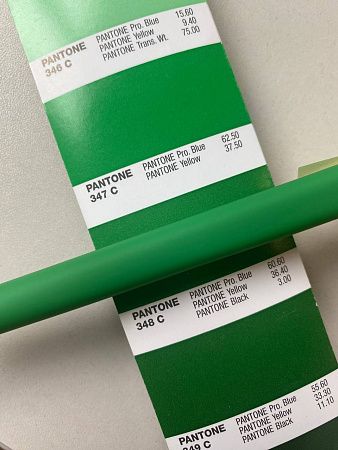 PANTONE
346 C
PANTONE Pro. Blue 15.60
PANTONE Yellow 9.40
PANTONE Trans. Wt. 75.00
PANTONE
347 C
PANTONE Pro. Blue 62.50
PANTONE Yellow 37.50
PANTONE
348 C
PANTONE Pro. Blue 60.60
PANTONE Yellow 36.40
PANTONE Black 3.00
PANTONE
349 C
PANTONE Pro. Blue 55.60
PANTONE Yellow 33.30
PANTONE Black 11.10